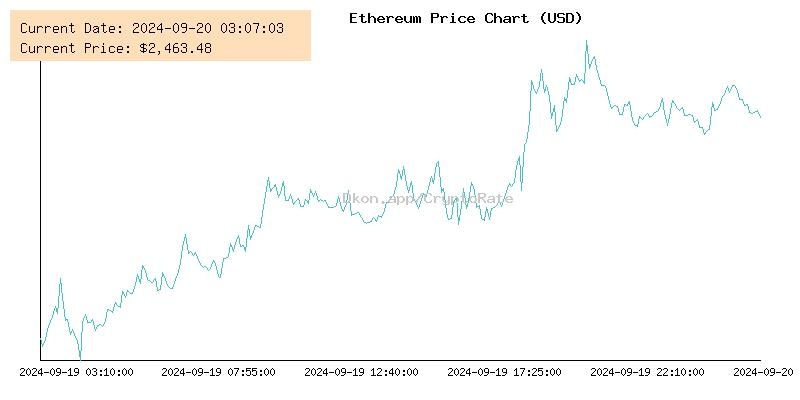 Ethereum Price Chart (USD)
Current Date: 2024-09-20 03:07:03
Current Price: $2,463.48
Dkon.app/CryptoRate
2024-09-19 03:10:00 2024-09-19 07:55:00 2024-09-19 12:40:00 2024-09-19 17:25:00 2024-09-19 22:10:00 2024-09-20